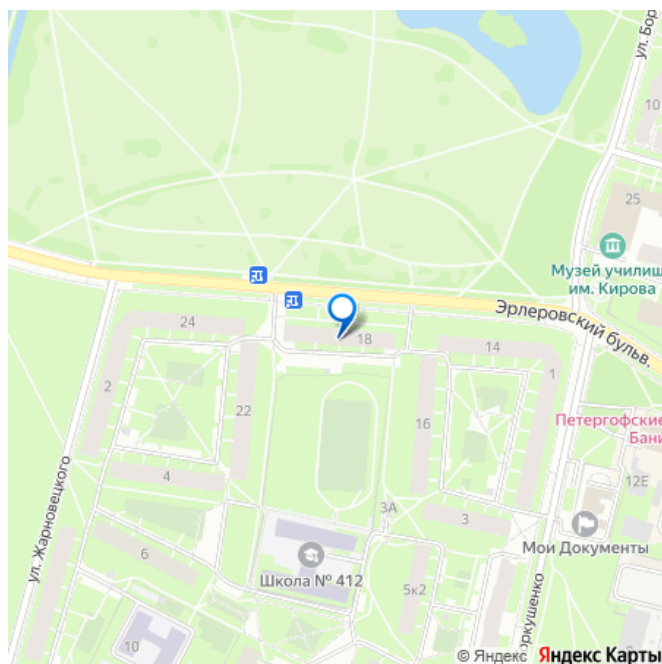 ул. Бор
10
25
Музей училищ
им. Кирова
Эрлеровский бульв.
24
18
14
2
1
22
16
Петергофские
Бани
ул. Жарновецкого
4
12Е
3А
3
Мои Документы
6
Школа № 412
5к2
10
оркушенко
© Яндекс Яндекс Карты